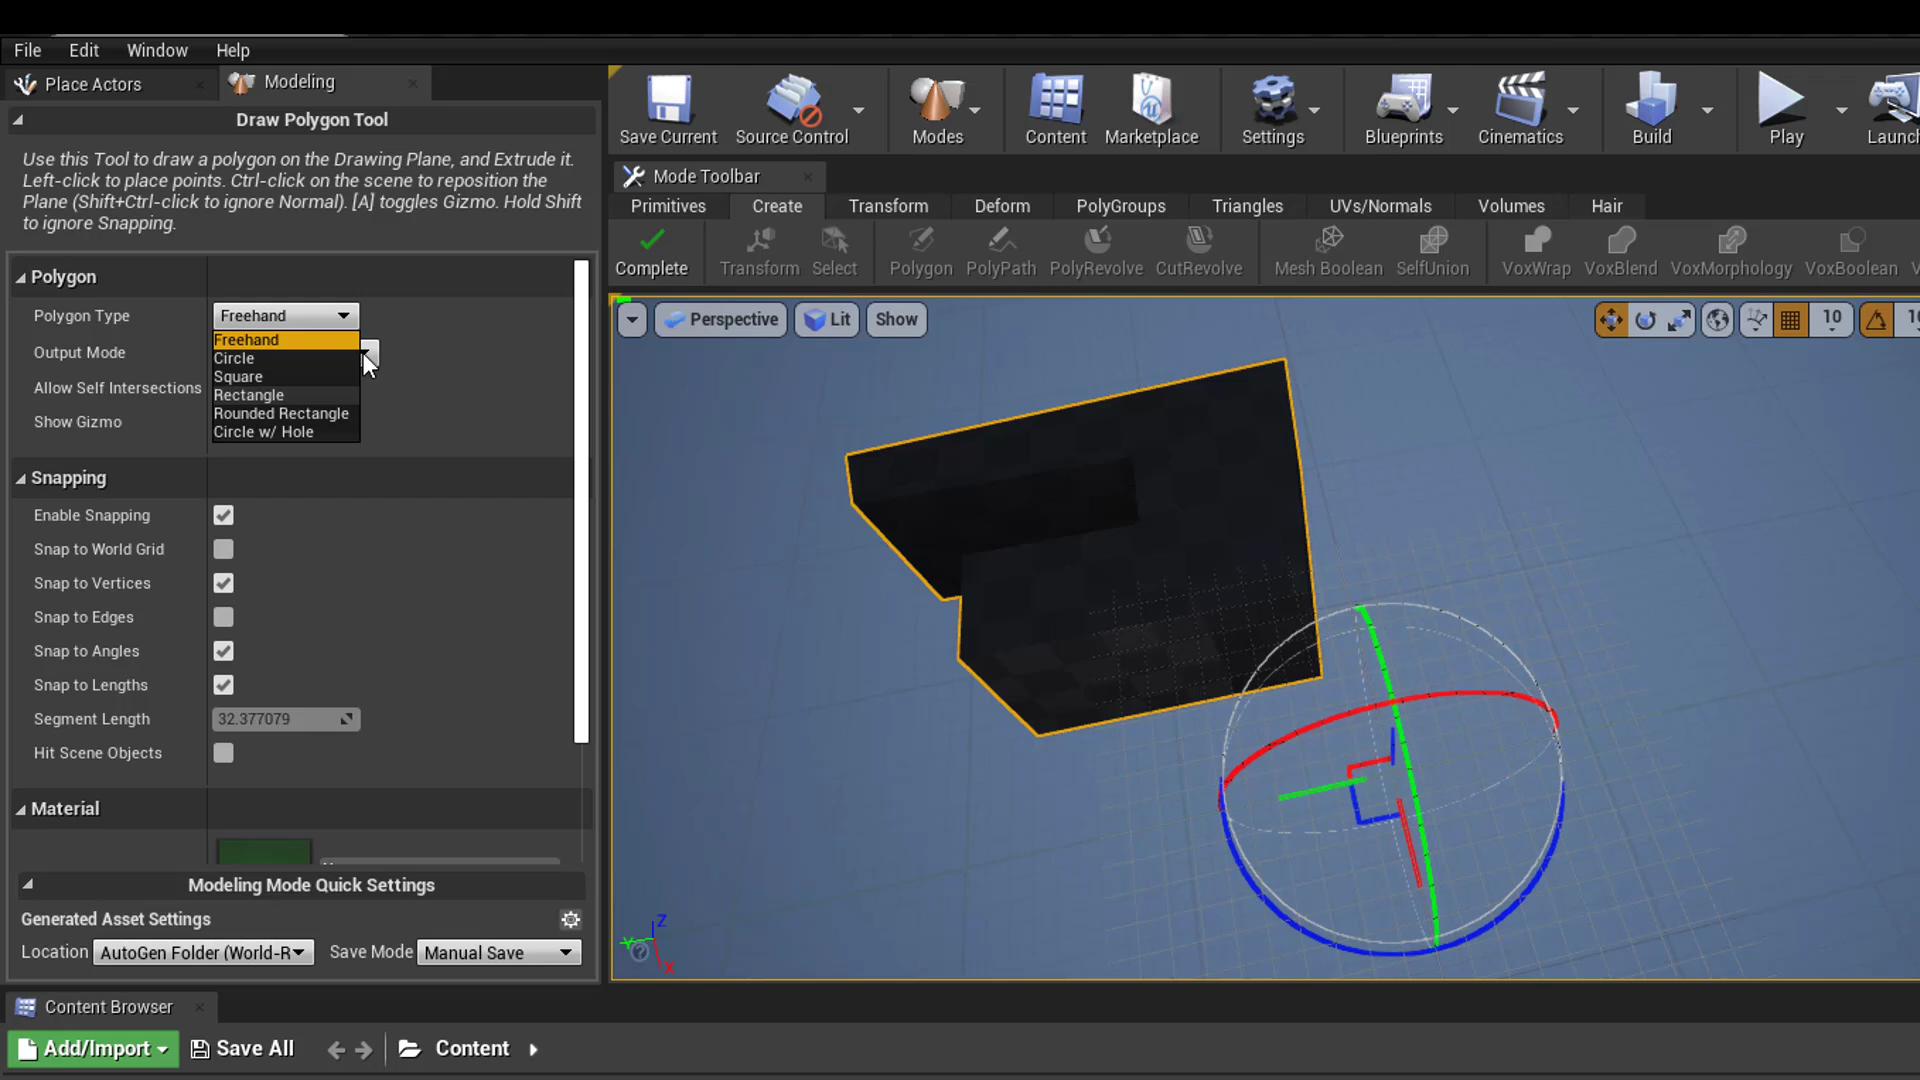 File Edit Window Help
Place Actors
Modeling
Draw Polygon Tool
Use this Tool to draw a polygon on the Drawing Plane, and Extrude it.
Left-click to place points. Ctrl-click on the scene to reposition the
Plane (Shift+Ctrl-click to ignore Normal). [A] toggles Gizmo. Hold Shift
to ignore Snapping.
Polygon
Polygon Type Freehand
Freehand
Circle
Square
Rectangle
Rounded Rectangle
Circle w/ Hole
Output Mode
Allow Self Intersections
Show Gizmo
Snapping
Enable Snapping
Snap to World Grid
Snap to Vertices
Snap to Edges
Snap to Angles
Snap to Lengths
Segment Length 32.377079
Hit Scene Objects
Material
Modeling Mode Quick Settings
Generated Asset Settings
Location AutoGen Folder (World-R Save Mode Manual Save
Save Current Source Control Modes Content Marketplace Settings Blueprints Cinematics Build Play Launch
Mode Toolbar
Primitives Create Transform Deform PolyGroups Triangles UVs/Normals Volumes Hair
Complete Transform Select Polygon PolyPath PolyRevolve CutRevolve Mesh Boolean SelfUnion VoxWrap VoxBlend VoxMorphology VoxBoolean
Perspective Lit Show 10
Z
Y
X
Content Browser
Add/Import Save All Content